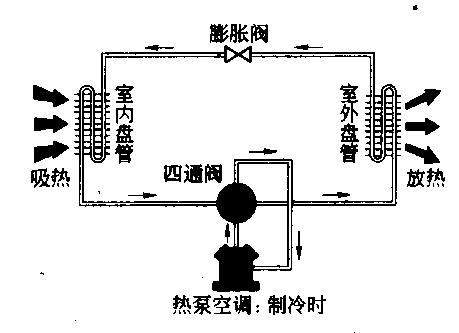 膨胀阀
室内盘管
室外盘管
吸热
放热
四通阀
热泵空调：制冷时